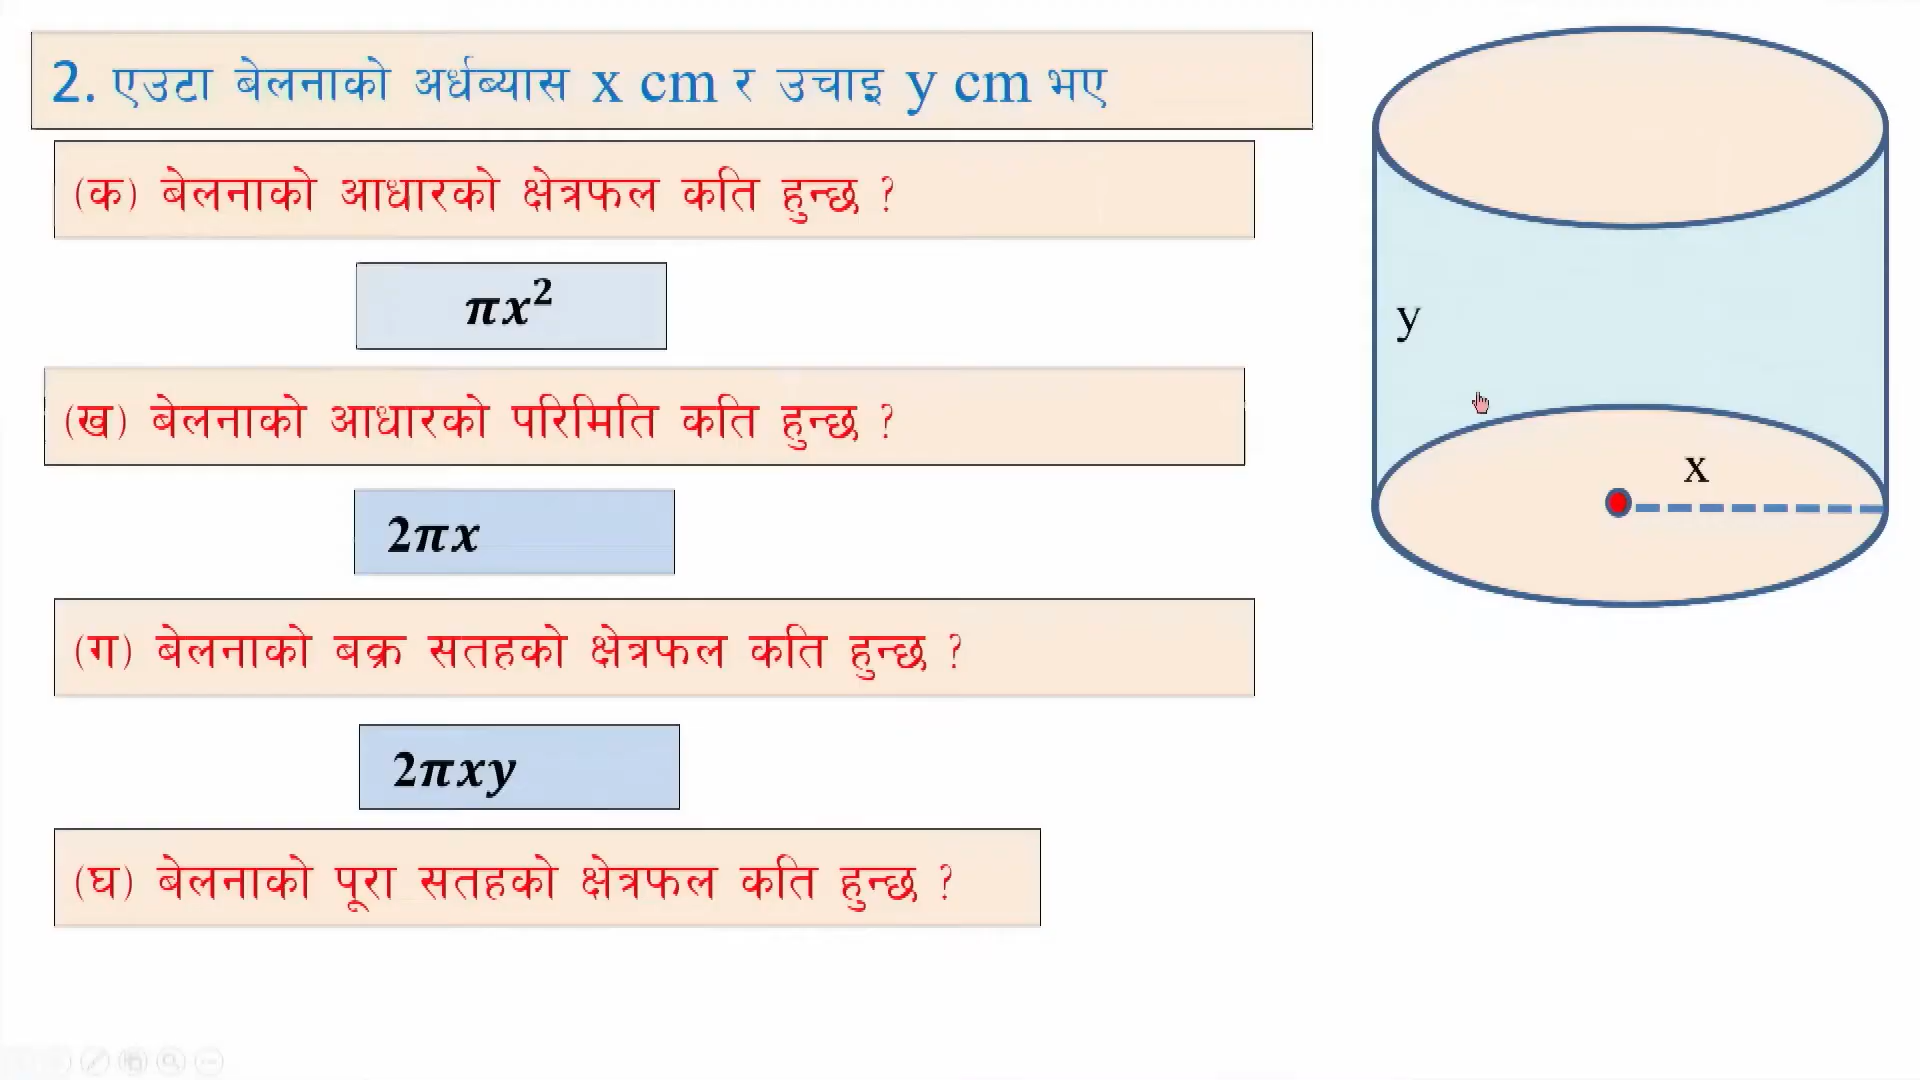 2. एउटा बेलनाको अर्धब्यास x cm र उचाइ y cm भए
(क) बेलनाको आधारको क्षेत्रफल कति हुन्छ ?
πx²
(ख) बेलनाको आधारको परिमिति कति हुन्छ ?
2πx
(ग) बेलनाको बक्र सतहको क्षेत्रफल कति हुन्छ ?
2πxy
(घ) बेलनाको पूरा सतहको क्षेत्रफल कति हुन्छ ?
y
x